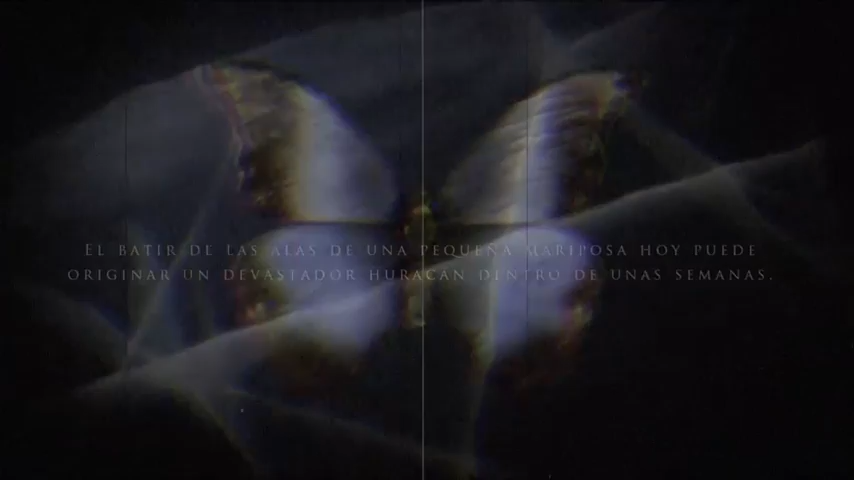 El batir de las alas de una pequeña mariposa hoy puede
originar un devastador huracán dentro de unas semanas.